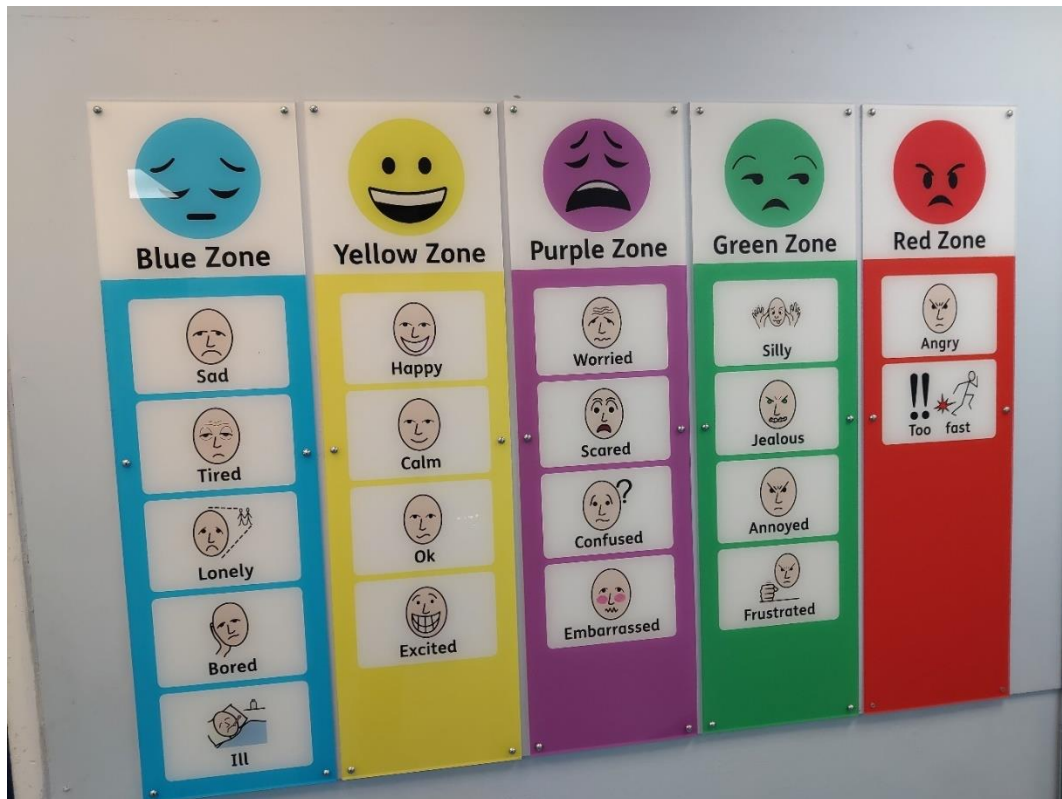 Blue Zone
Sad
Tired
Lonely
Bored
Ill
Yellow Zone
Happy
Calm
Ok
Excited
Purple Zone
Worried
Scared
?
Confused
Embarrassed
Green Zone
Silly
Jealous
Annoyed
Frustrated
Red Zone
Angry
!!
Too fast